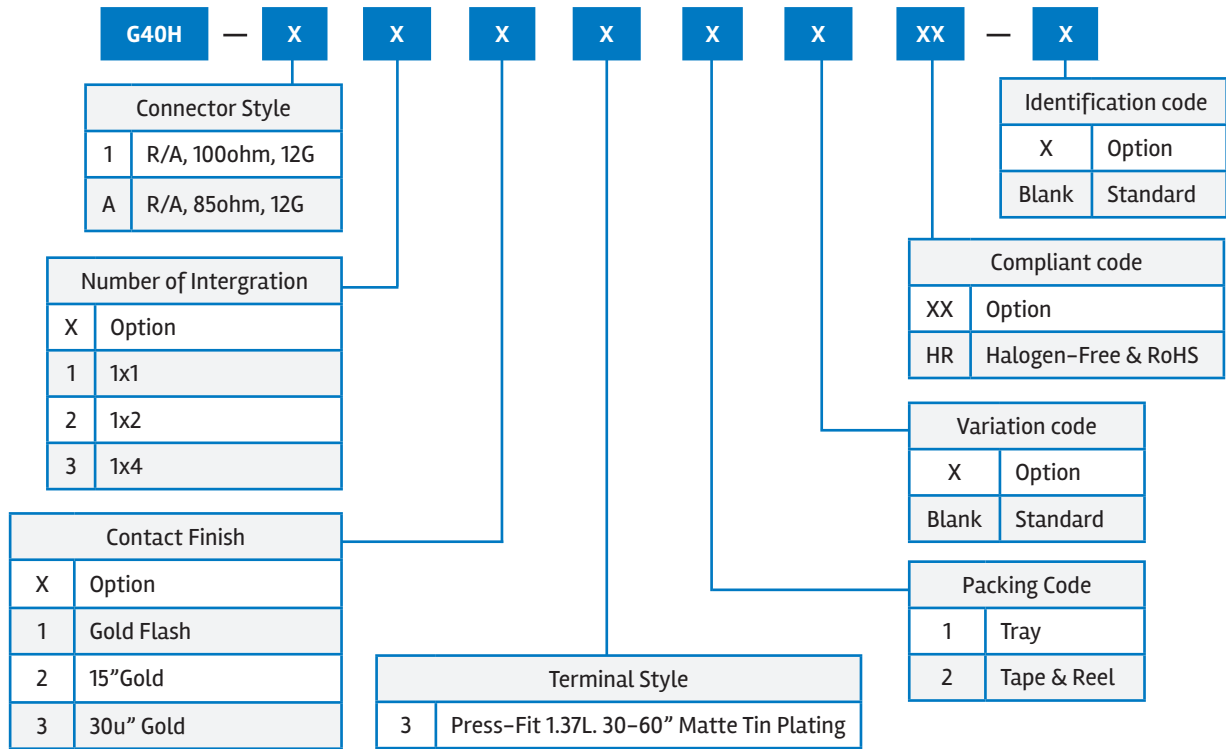 G40H — X X X X X X XX — X
Connector Style
1 R/A, 100ohm, 12G
A R/A, 85ohm, 12G
Number of Intergration
X Option
1 1x1
2 1x2
3 1x4
Contact Finish
X Option
1 Gold Flash
2 15”Gold
3 30u” Gold
Terminal Style
3 Press-Fit 1.37L. 30-60” Matte Tin Plating
Identification code
X Option
Blank Standard
Compliant code
XX Option
HR Halogen-Free & RoHS
Variation code
X Option
Blank Standard
Packing Code
1 Tray
2 Tape & Reel